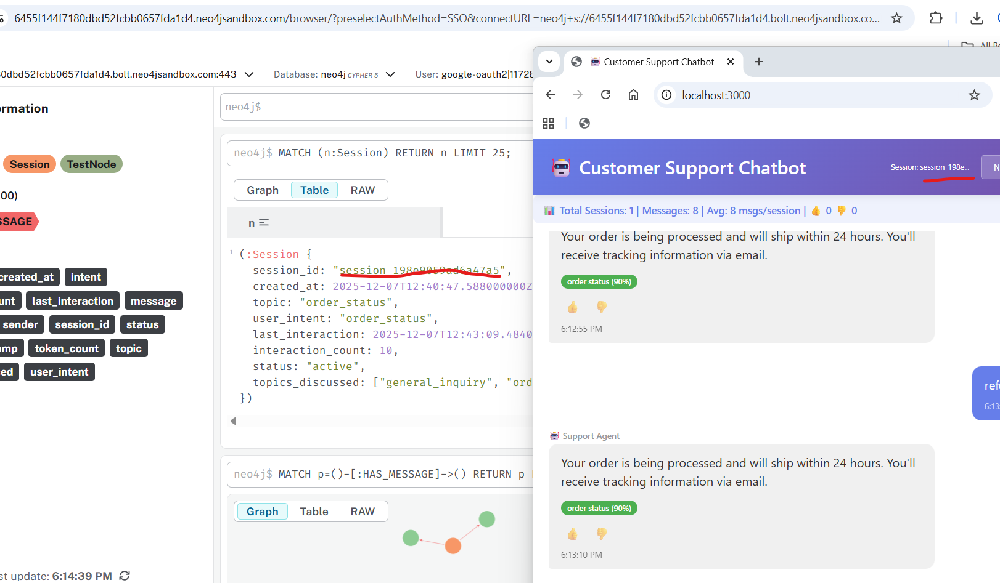 6455f144f7180dbd52fcbb0657fa1d4.neo4jsandbox.com/browser/?preselectAuthMethod=SSO&connectURL=neo4j+s://6455f144f7180dbd52fcbb0657fa1d4.bolt.neo4jsandbox.co...
0dbd52fcbb0657fa1d4.bolt.neo4jsandbox.com:443
Database: neo4j CYPHER 5
User: google-oauth2|11728
ormation
Session
TestNode
00)
SSAGE
created_at
intent
unt
last_interaction
message
sender
session_id
status
amp
token_count
topic
ed
user_intent
st update: 6:14:39 PM
neo4j$
neo4j$ MATCH (n:Session) RETURN n LIMIT 25;
Graph
Table
RAW
n
1
(:Session {
session_id: "session_198e9059ad6a47a5",
created_at: 2025-12-07T12:40:47.588000000Z
topic: "order_status",
user_intent: "order_status",
last_interaction: 2025-12-07T12:43:09.4840
interaction_count: 10,
status: "active",
topics_discussed: ["general_inquiry", "ord
})
neo4j$ MATCH p=()-[:HAS_MESSAGE]->() RETURN p
Graph
Table
RAW
Customer Support Chatbot
localhost:3000
Customer Support Chatbot
Session: session_198e...
N
Total Sessions: 1 | Messages: 8 | Avg: 8 msgs/session | 👍 0 👎 0
Your order is being processed and will ship within 24 hours. You'll
receive tracking information via email.
order status (90%)
6:12:55 PM
ref
6:13
Support Agent
Your order is being processed and will ship within 24 hours. You'll
receive tracking information via email.
order status (90%)
6:13:10 PM